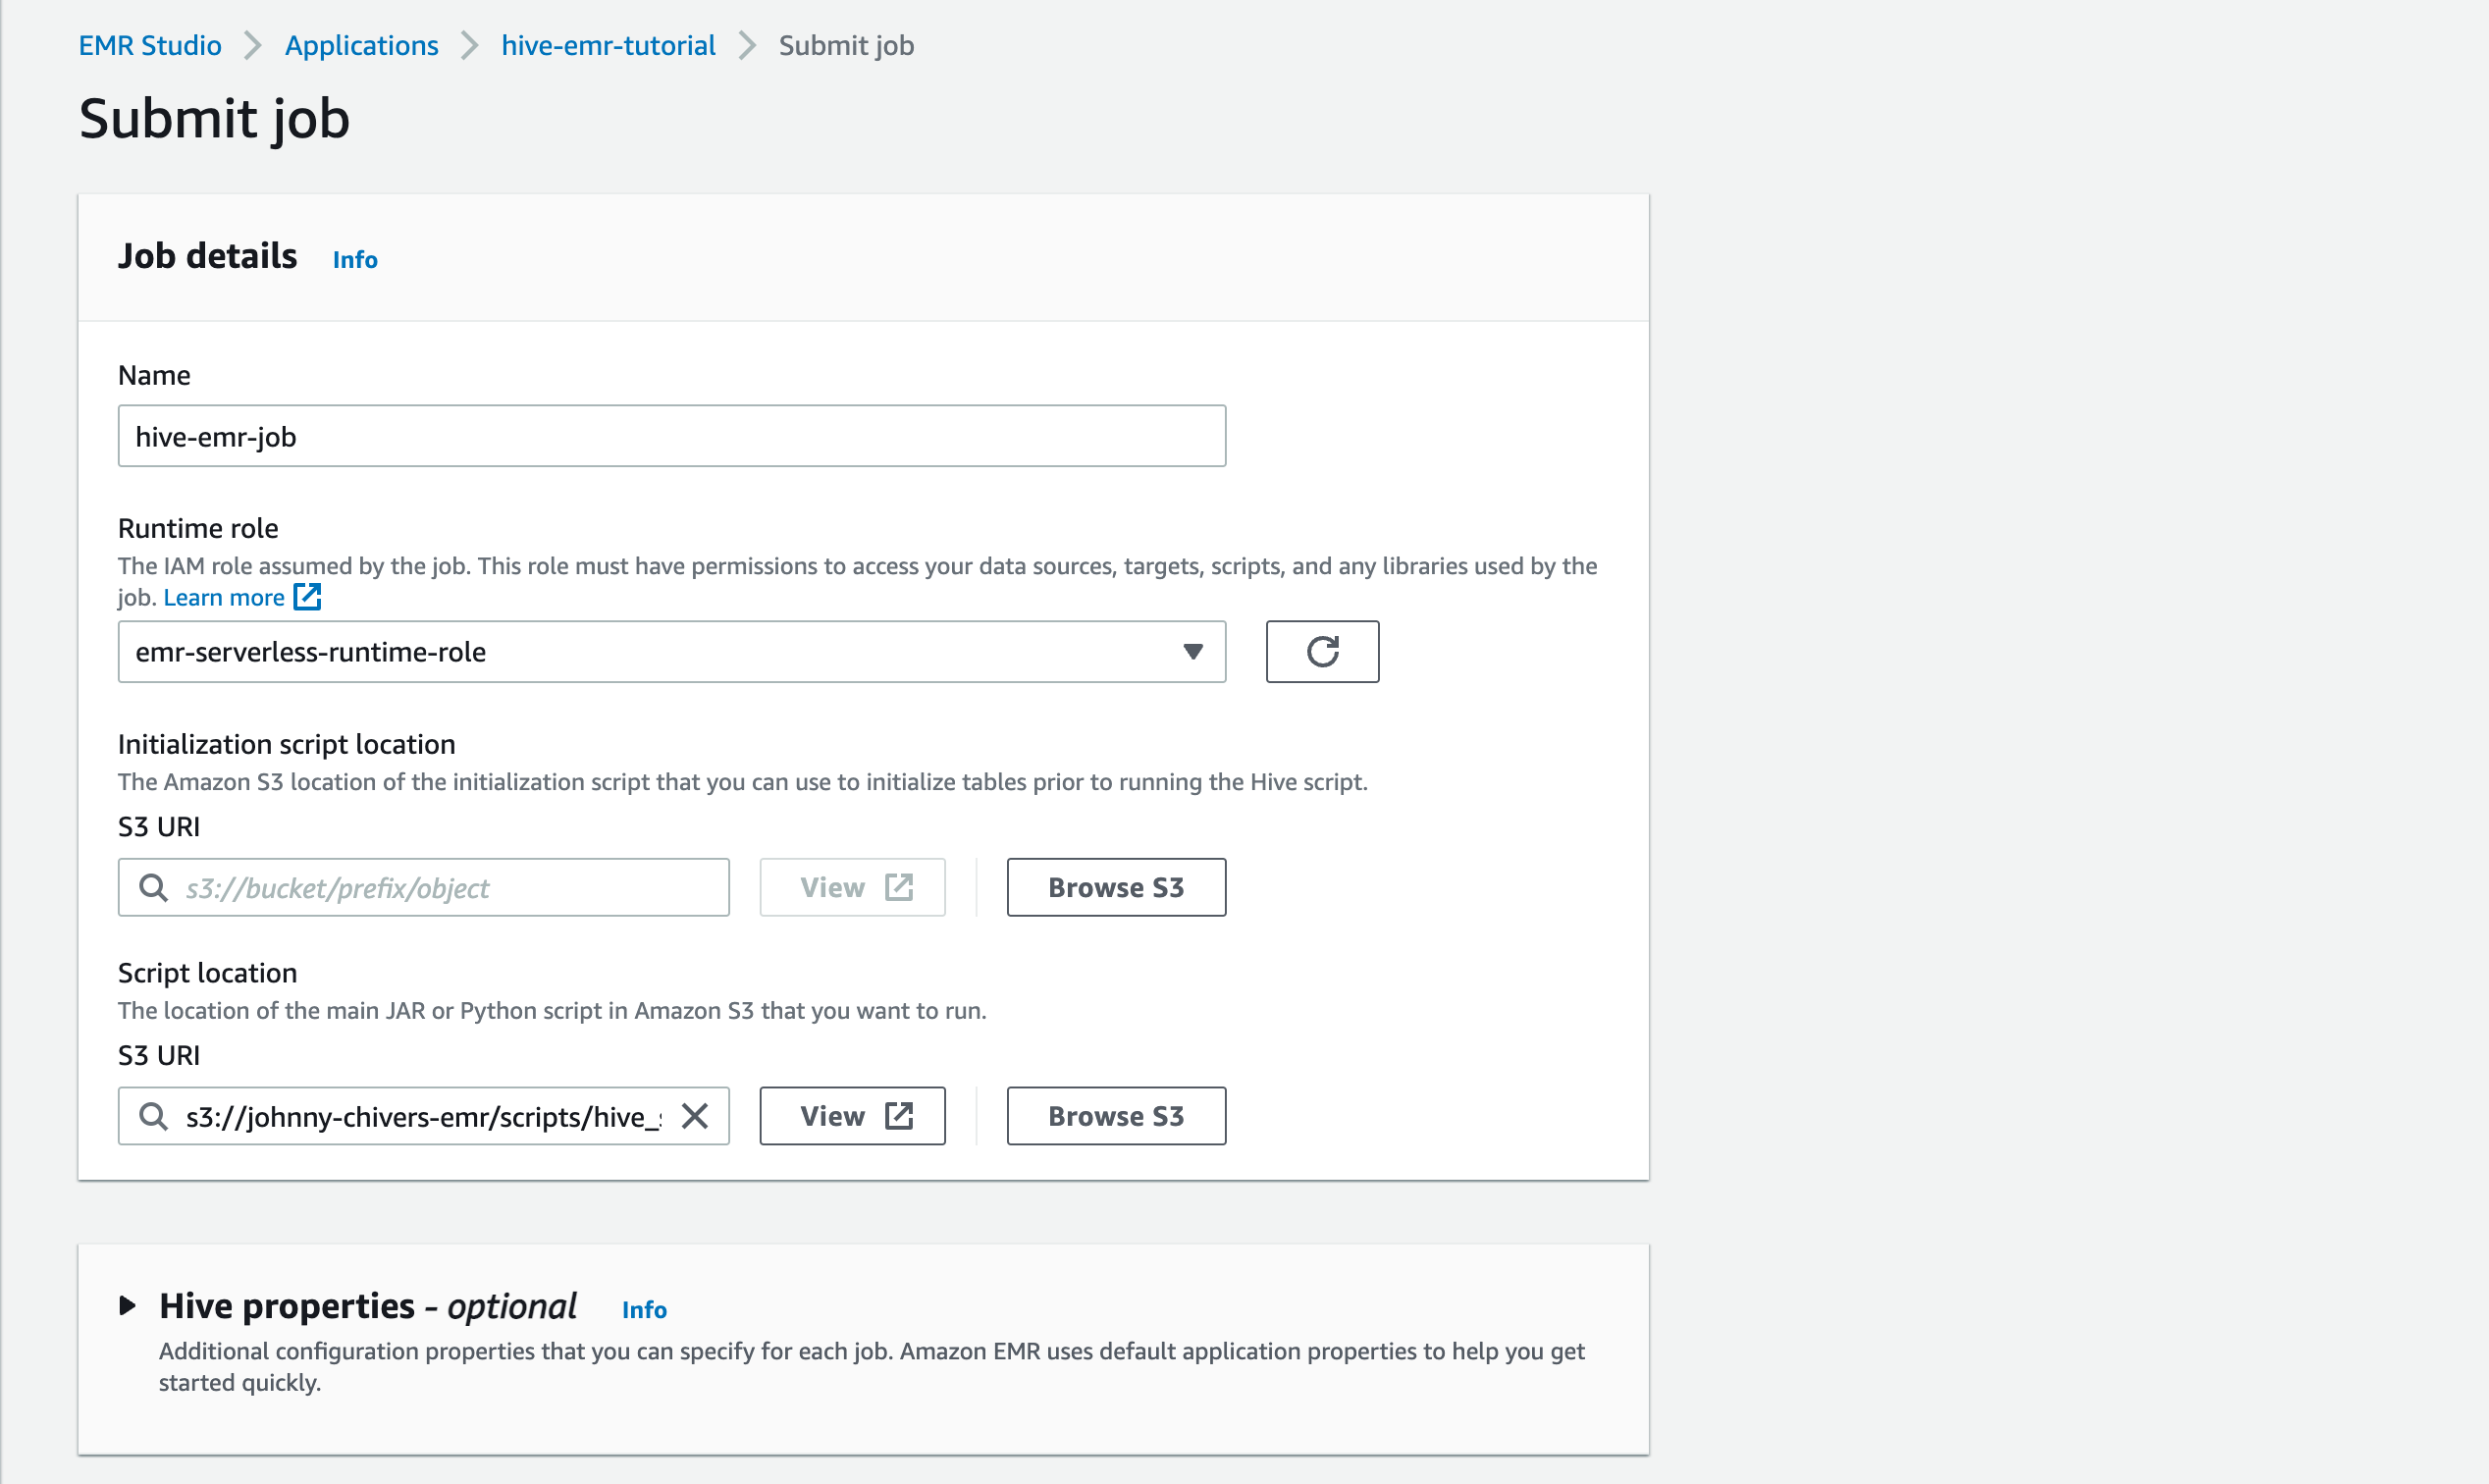 EMR Studio > Applications > hive-emr-tutorial > Submit job
Submit job
Job details Info
Name
hive-emr-job
Runtime role
The IAM role assumed by the job. This role must have permissions to access your data sources, targets, scripts, and any libraries used by the
job. Learn more
emr-serverless-runtime-role
Initialization script location
The Amazon S3 location of the initialization script that you can use to initialize tables prior to running the Hive script.
S3 URI
s3://bucket/prefix/object View Browse S3
Script location
The location of the main JAR or Python script in Amazon S3 that you want to run.
S3 URI
s3://johnny-chivers-emr/scripts/hive_ View Browse S3
Hive properties - optional Info
Additional configuration properties that you can specify for each job. Amazon EMR uses default application properties to help you get
started quickly.